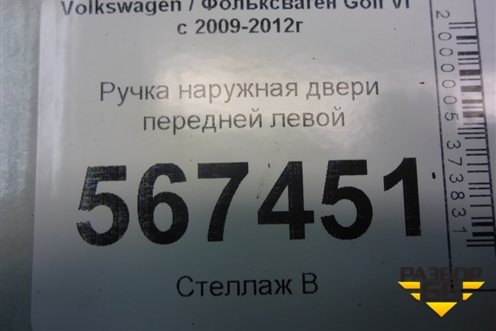 Volkswagen / Фольксваген Golf VI
с 2009-2012г
Ручка наружная двери
передней левой
567451
Стеллаж В
2000005373831
РАЗБОР